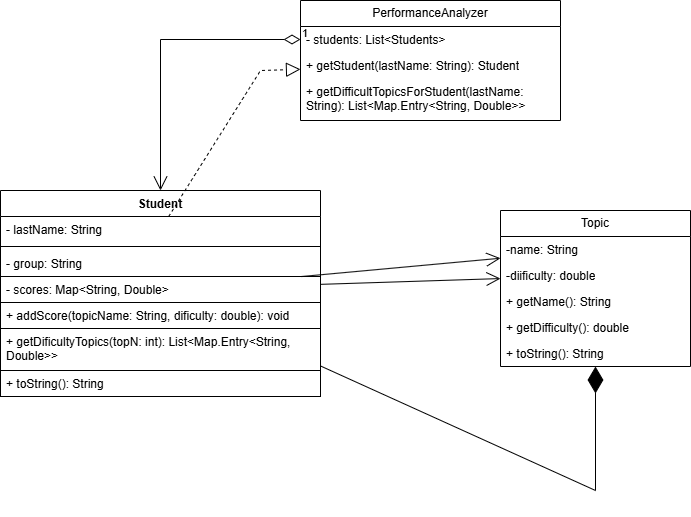 PerformanceAnalyzer
1
- students: List<Students>
+ getStudent(lastName: String): Student
+ getDifficultTopicsForStudent(lastName:
String): List<Map.Entry<String, Double>>
Student
- lastName: String
- group: String
- scores: Map<String, Double>
+ addScore(topicName: String, dificulty: double): void
+ getDificultyTopics(topN: int): List<Map.Entry<String,
Double>>
+ toString(): String
Topic
-name: String
-diificulty: double
+ getName(): String
+ getDifficulty(): double
+ toString(): String